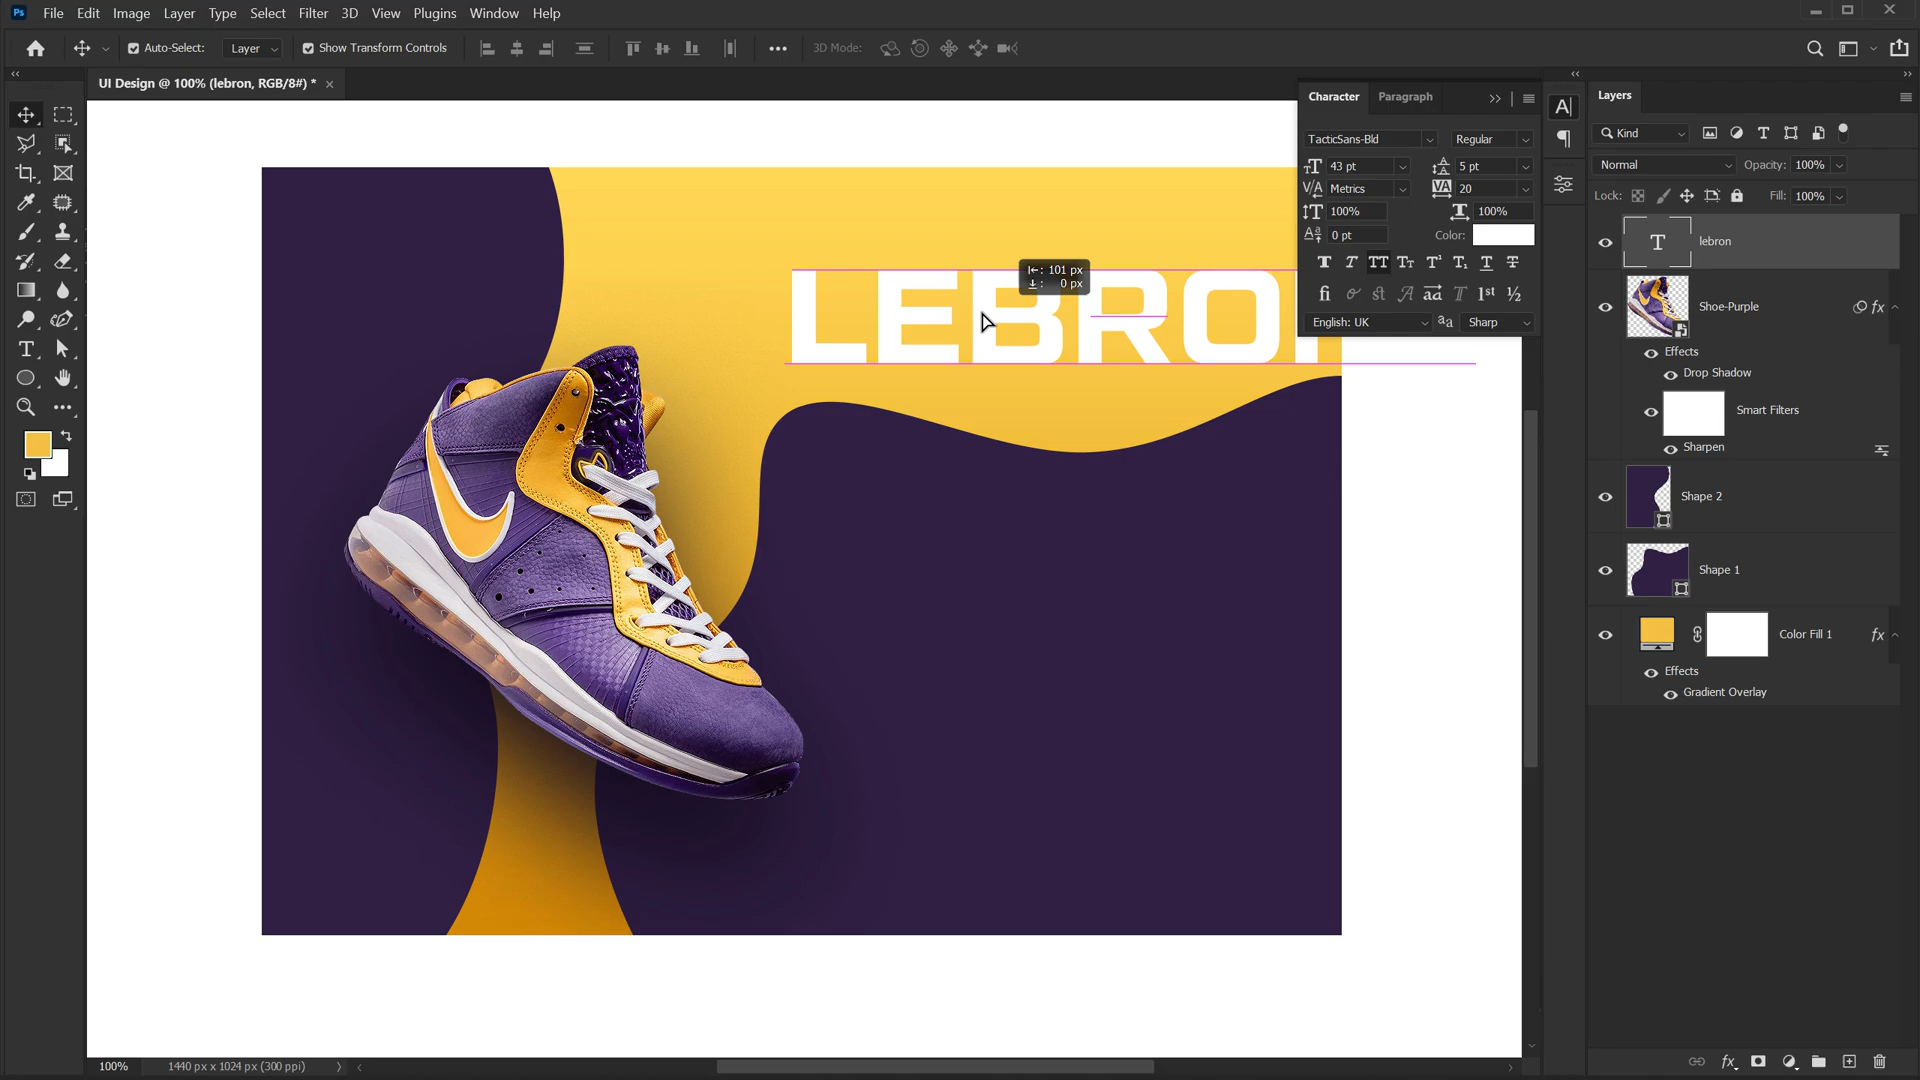 Ps File Edit Image Layer Type Select Filter 3D View Plugins Window Help
Auto-Select: Layer Show Transform Controls 3D Mode:
UI Design @ 100% (lebron, RGB/8#) *
Character Paragraph
TacticSans-Bld Regular
43 pt 5 pt
Metrics 20
100% 100%
0 pt Color:
English: UK Sharp
LEBRON
101 px
0 px
Layers
Kind
Normal Opacity: 100%
Lock: Fill: 100%
lebron
Shoe-Purple fx
Effects
Drop Shadow
Smart Filters
Sharpen
Shape 2
Shape 1
Color Fill 1 fx
Effects
Gradient Overlay
100% 1440 px x 1024 px (300 ppi)